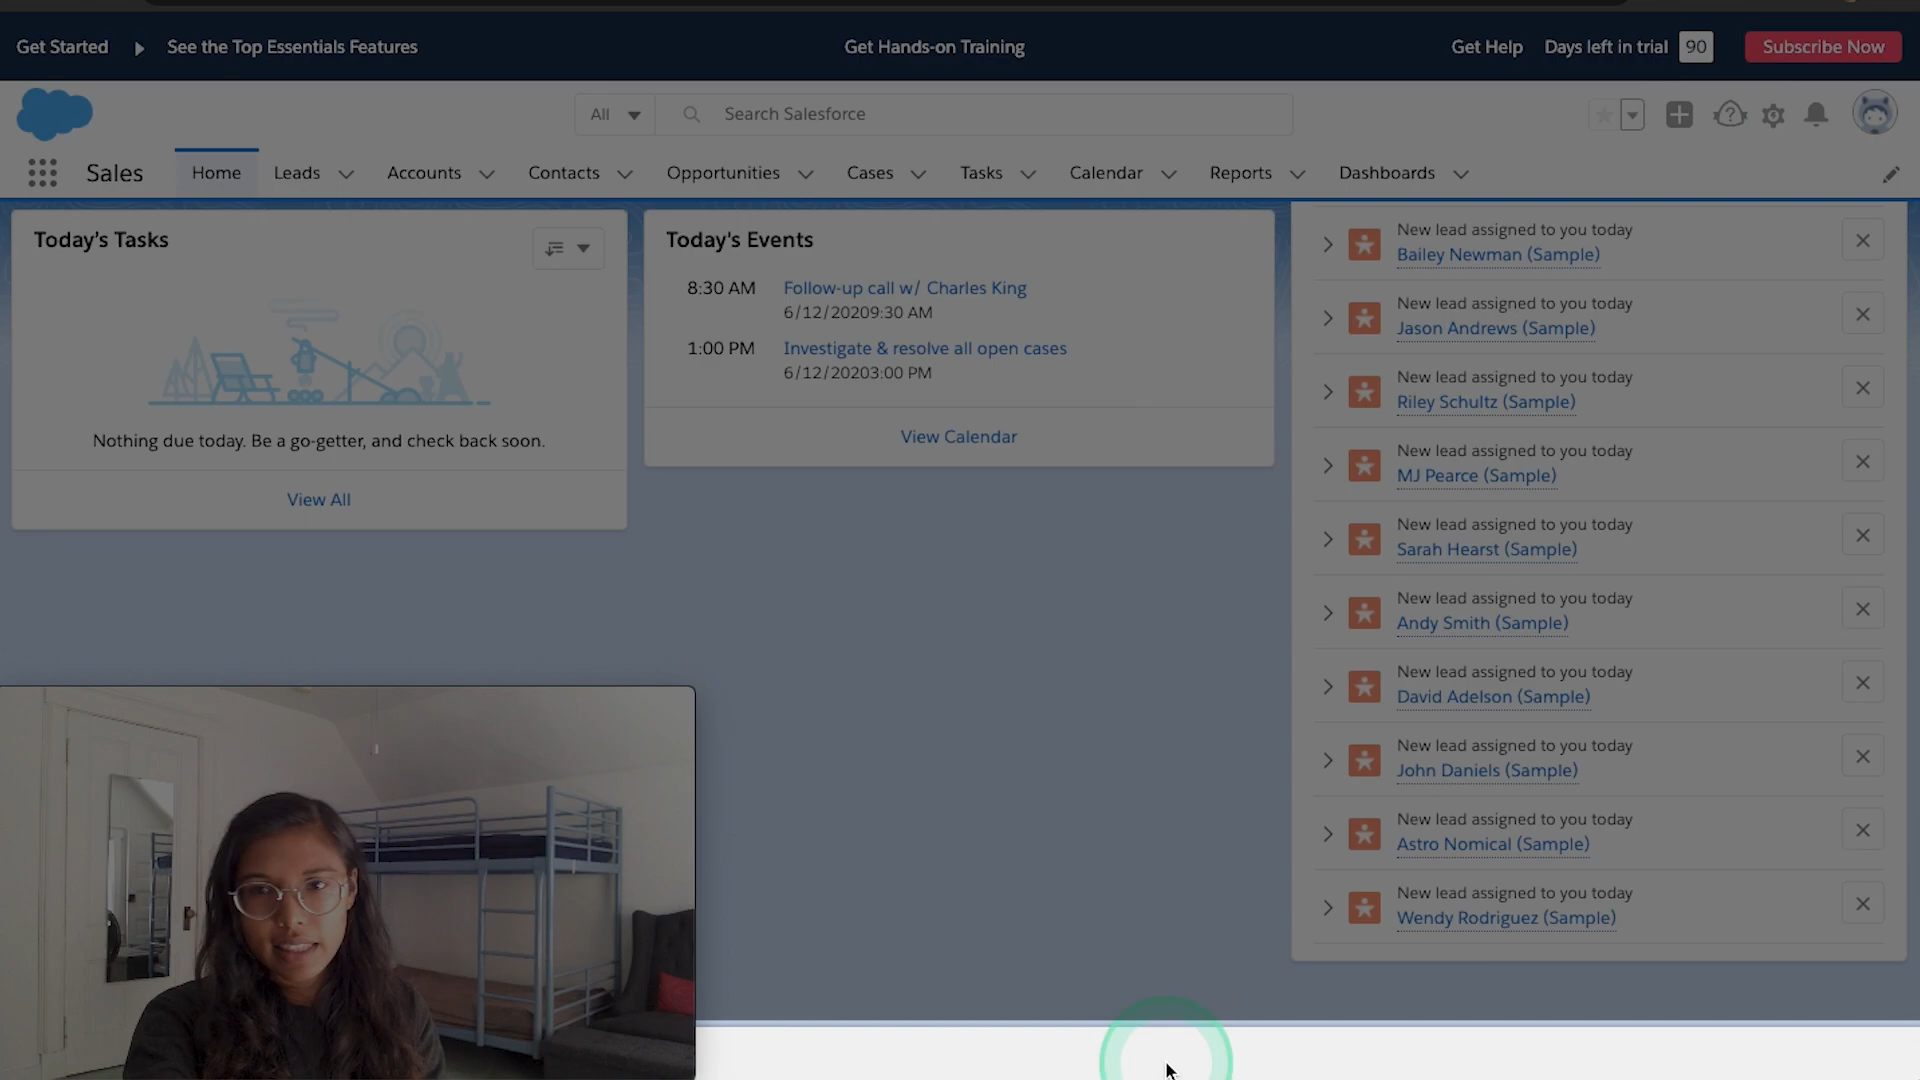 Get Started
See the Top Essentials Features
Get Hands-on Training
Get Help
Days left in trial
90
Subscribe Now
All
Search Salesforce
Sales
Home
Leads
Accounts
Contacts
Opportunities
Cases
Tasks
Calendar
Reports
Dashboards
Today's Tasks
Nothing due today. Be a go-getter, and check back soon.
View All
Today's Events
8:30 AM
Follow-up call w/ Charles King
6/12/20209:30 AM
1:00 PM
Investigate & resolve all open cases
6/12/20203:00 PM
View Calendar
New lead assigned to you today
Bailey Newman (Sample)
New lead assigned to you today
Jason Andrews (Sample)
New lead assigned to you today
Riley Schultz (Sample)
New lead assigned to you today
MJ Pearce (Sample)
New lead assigned to you today
Sarah Hearst (Sample)
New lead assigned to you today
Andy Smith (Sample)
New lead assigned to you today
David Adelson (Sample)
New lead assigned to you today
John Daniels (Sample)
New lead assigned to you today
Astro Nomical (Sample)
New lead assigned to you today
Wendy Rodriguez (Sample)